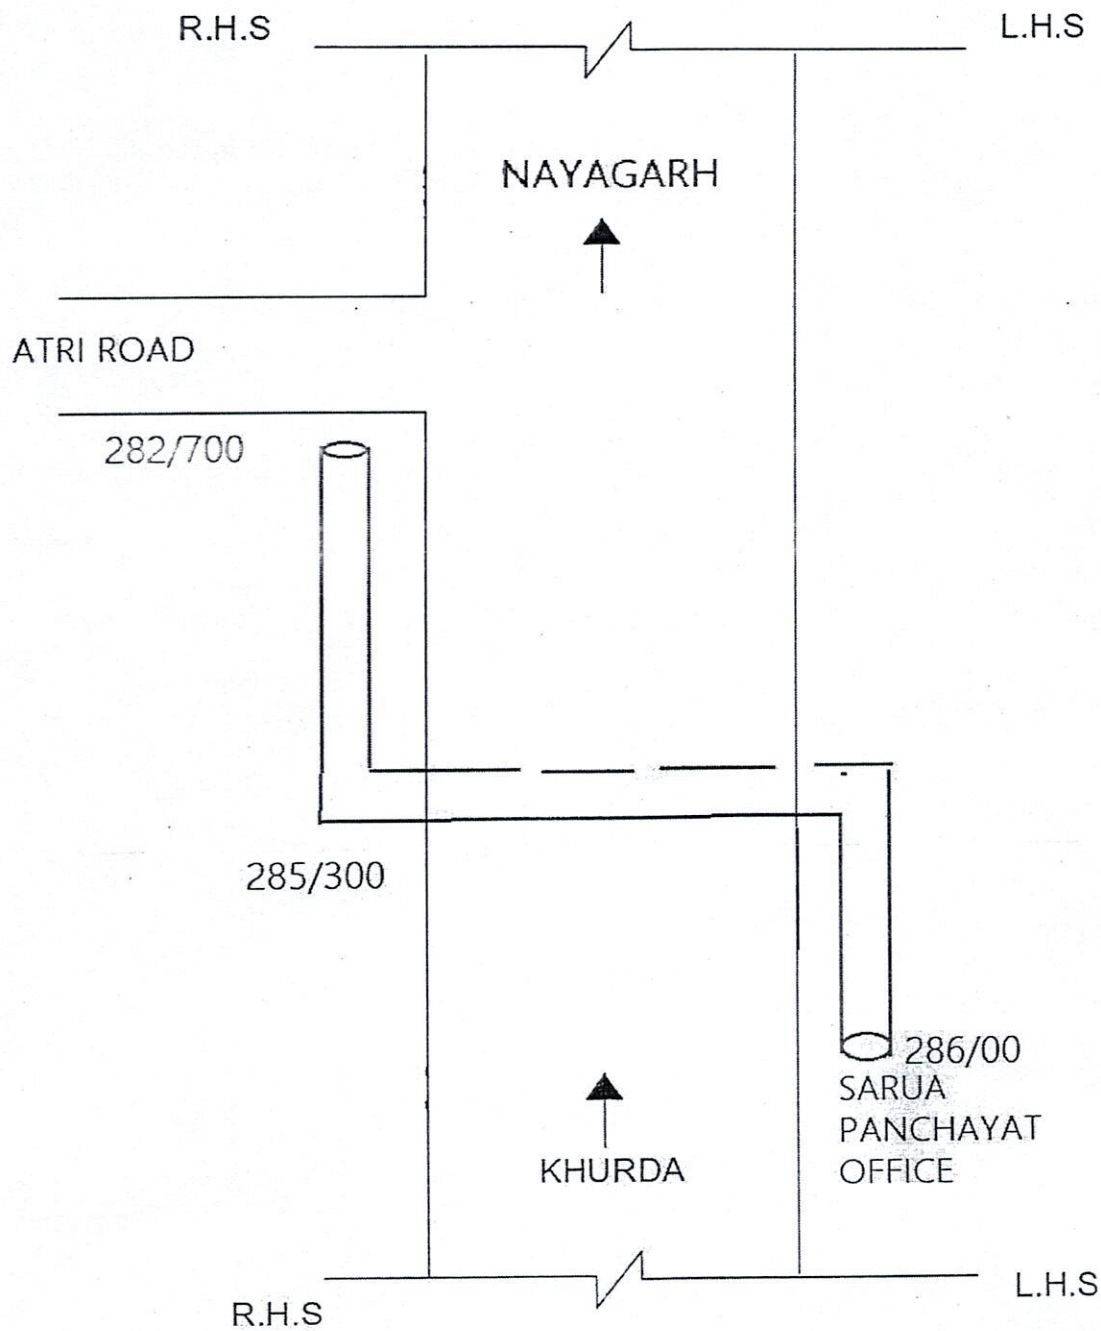 R.H.S
L.H.S
NAYAGARH
ATRI ROAD
282/700
285/300
286/00
SARUA
PANCHAYAT
OFFICE
KHURDA
R.H.S
L.H.S